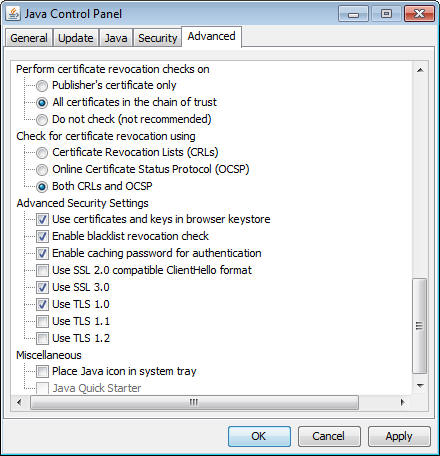 Java Control Panel
General Update Java Security Advanced
Perform certificate revocation checks on
Publisher's certificate only
All certificates in the chain of trust
Do not check (not recommended)
Check for certificate revocation using
Certificate Revocation Lists (CRLs)
Online Certificate Status Protocol (OCSP)
Both CRLs and OCSP
Advanced Security Settings
Use certificates and keys in browser keystore
Enable blacklist revocation check
Enable caching password for authentication
Use SSL 2.0 compatible ClientHello format
Use SSL 3.0
Use TLS 1.0
Use TLS 1.1
Use TLS 1.2
Miscellaneous
Place Java icon in system tray
Java Quick Starter
OK Cancel Apply